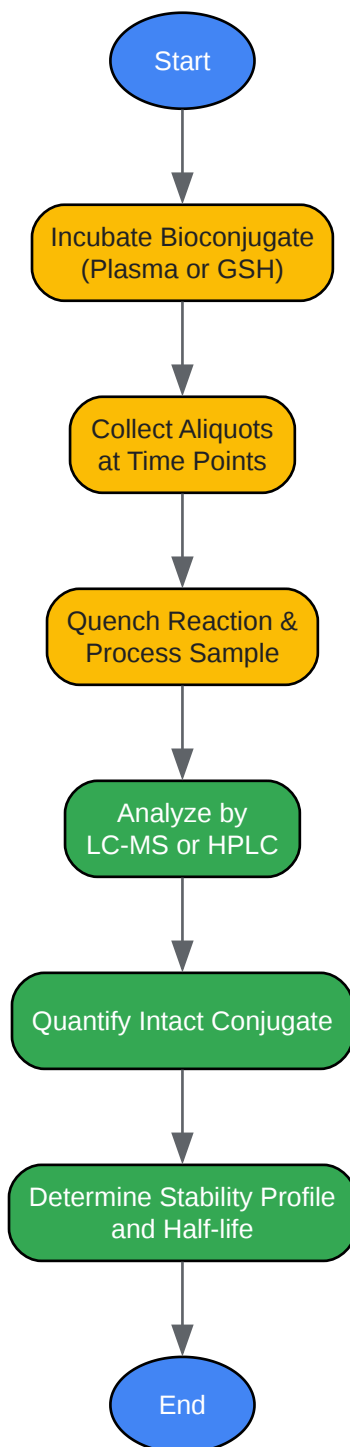 Start
Incubate Bioconjugate
(Plasma or GSH)
Collect Aliquots
at Time Points
Quench Reaction &
Process Sample
Analyze by
LC-MS or HPLC
Quantify Intact Conjugate
Determine Stability Profile
and Half-life
End